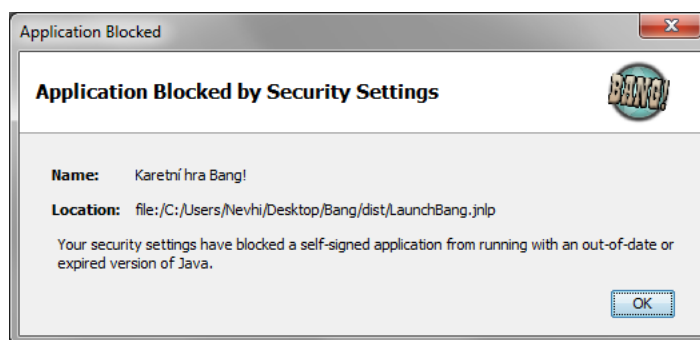 Application Blocked
Application Blocked by Security Settings
BANG!
Name: Karetní hra Bang!
Location: file:/C:/Users/Nevhi/Desktop/Bang/dist/LaunchBang.jnlp
Your security settings have blocked a self-signed application from running with an out-of-date or
expired version of Java.
OK